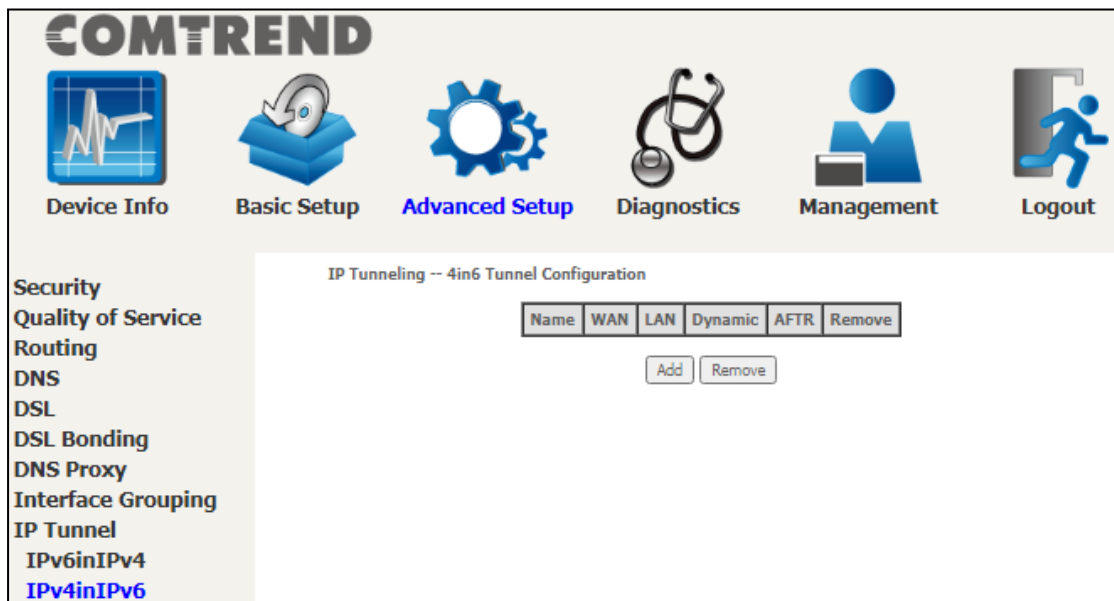 COMTREND
Device Info
Basic Setup
Advanced Setup
Diagnostics
Management
Logout
Security
Quality of Service
Routing
DNS
DSL
DSL Bonding
DNS Proxy
Interface Grouping
IP Tunnel
IPv6inIPv4
IPv4inIPv6
IP Tunneling -- 4in6 Tunnel Configuration
Name WAN LAN Dynamic AFTR Remove
Add Remove